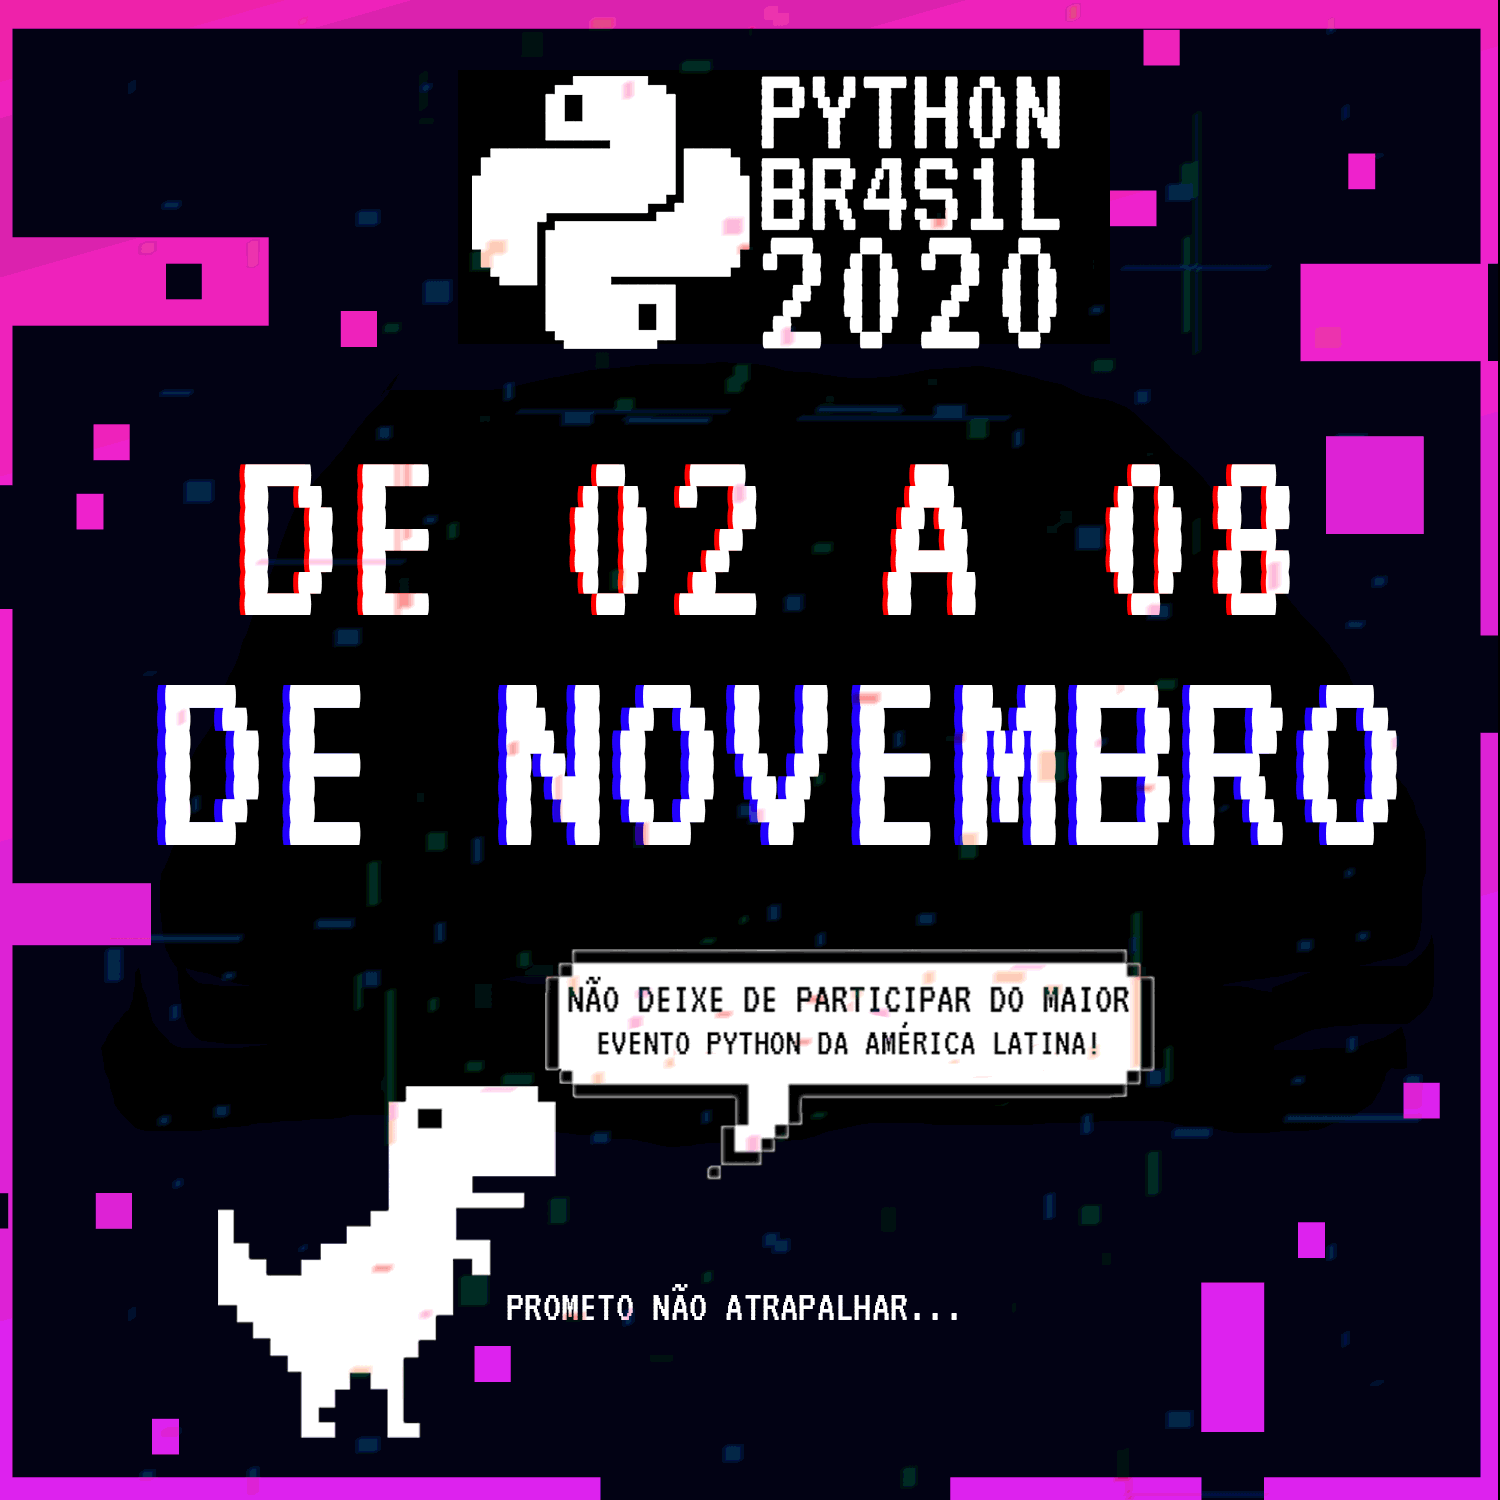 PYTHON
BR4S1L
2020
DE 02 A 08
DE NOVEMBRO
NÃO DEIXE DE PARTICIPAR DO MAIOR
EVENTO PYTHON DA AMÉRICA LATINA!
PROMETO NÃO ATRAPALHAR...